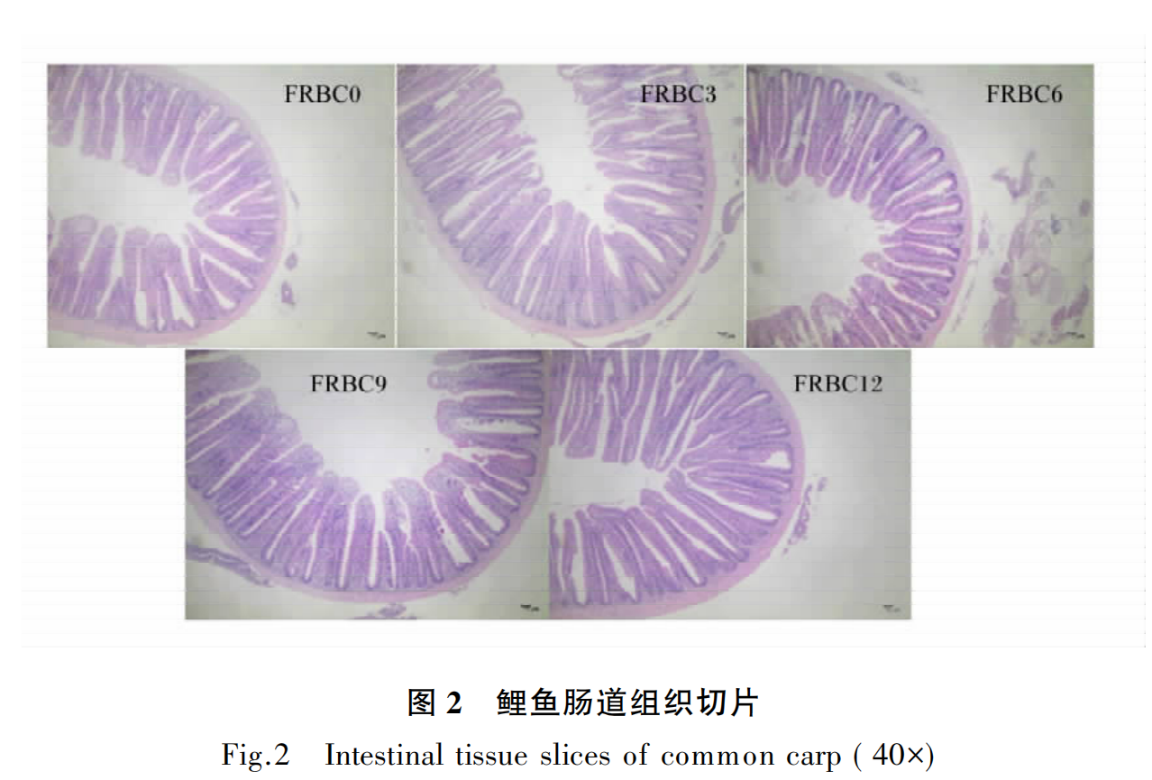 FRBC0
FRBC3
FRBC6
FRBC9
FRBC12
图 2 鲤鱼肠道组织切片
Fig.2 Intestinal tissue slices of common carp ( 40×)